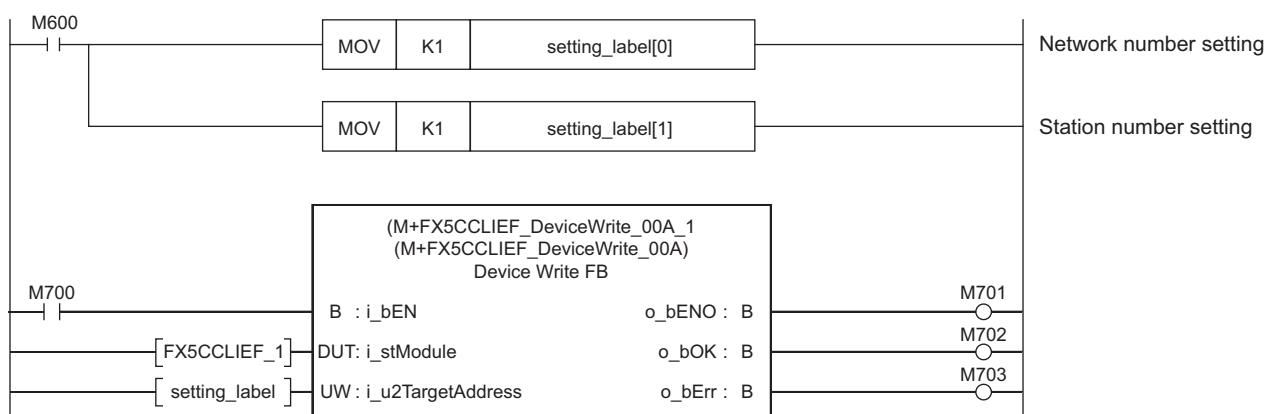 M600
MOV K1 setting_label[0] Network number setting
MOV K1 setting_label[1] Station number setting
(M+FX5CCLIEF_DeviceWrite_00A_1
(M+FX5CCLIEF_DeviceWrite_00A)
Device Write FB
M700 M701
B : i_bEN o_bENO : B
M702
FX5CCLIEF_1 DUT: i_stModule o_bOK : B
M703
setting_label UW : i_u2TargetAddress o_bErr : B